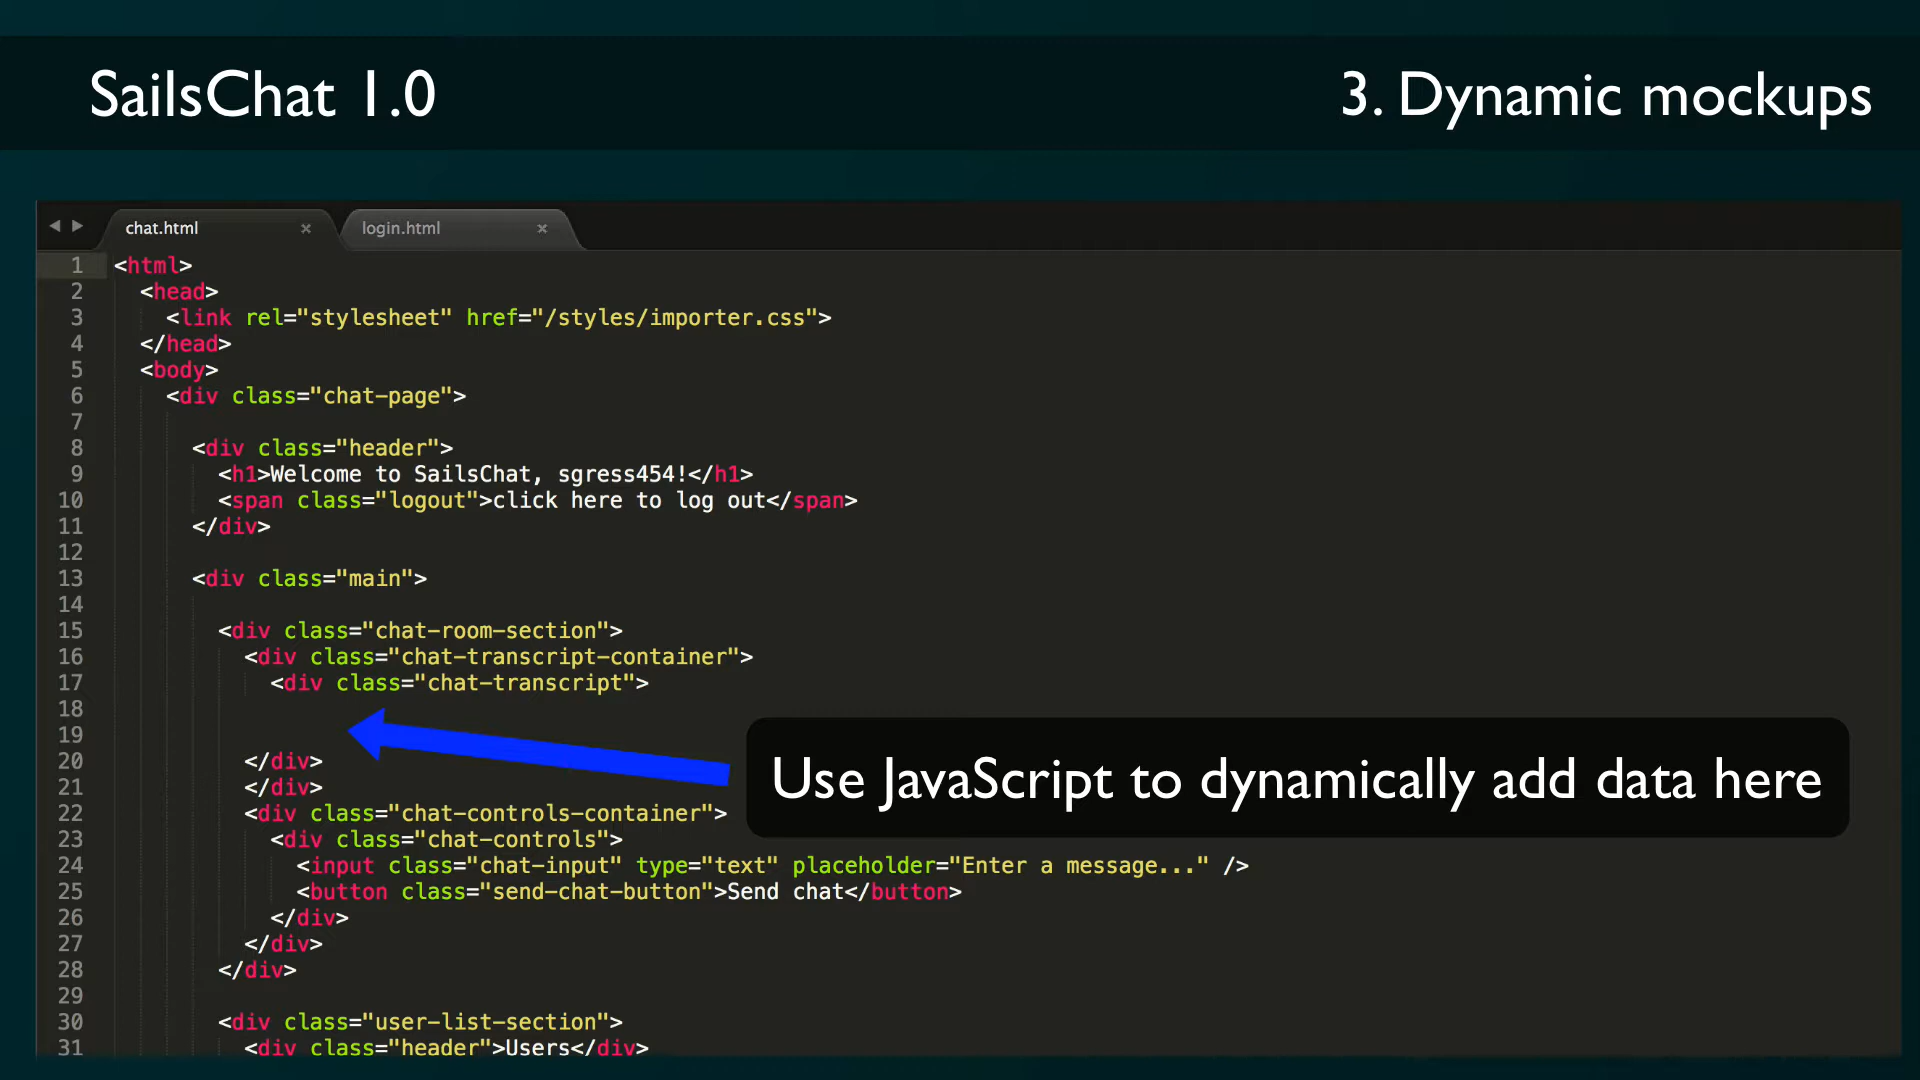 SailsChat 1.0
3. Dynamic mockups
chat.html × login.html ×
1 <html>
2 <head>
3 <link rel="stylesheet" href="/styles/importer.css">
4 </head>
5 <body>
6 <div class="chat-page">
7
8 <div class="header">
9 <h1>Welcome to SailsChat, sgress454!</h1>
10 <span class="logout">click here to log out</span>
11 </div>
12
13 <div class="main">
14
15 <div class="chat-room-section">
16 <div class="chat-transcript-container">
17 <div class="chat-transcript">
18
19
Use JavaScript to dynamically add data here
20 </div>
21 </div>
22 <div class="chat-controls-container">
23 <div class="chat-controls">
24 <input class="chat-input" type="text" placeholder="Enter a message..." />
25 <button class="send-chat-button">Send chat</button>
26 </div>
27 </div>
28 </div>
29
30 <div class="user-list-section">
31 <div class="header">Users</div>